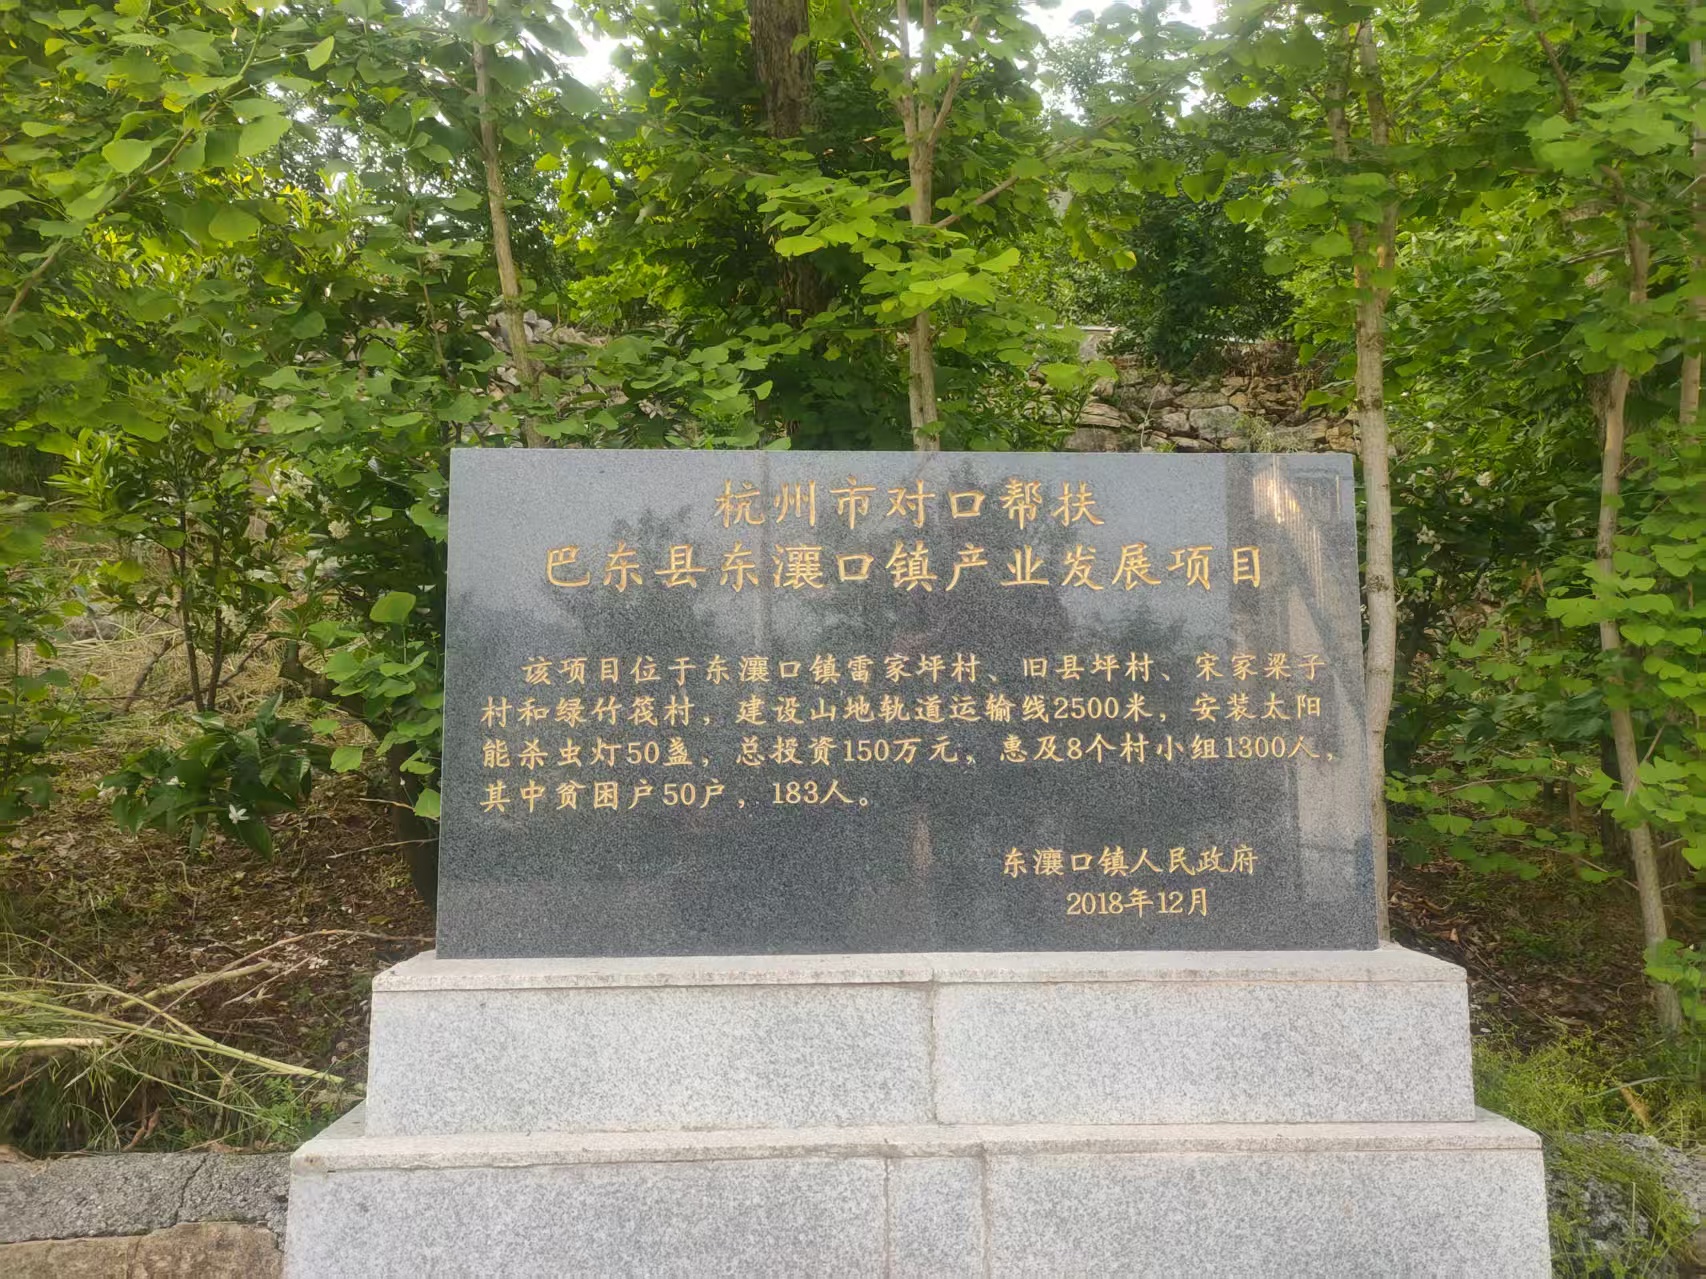 杭州市对口帮扶
巴东县东瀼口镇产业发展项目
该项目位于东瀼口镇雷家坪村、旧县坪村、宋家梁子
村和绿竹筏村，建设山地轨道运输线2500米，安装太阳
能杀虫灯50盏，总投资150万元，惠及8个村小组1300人，
其中贫困户50户，183人。
东瀼口镇人民政府
2018年12月